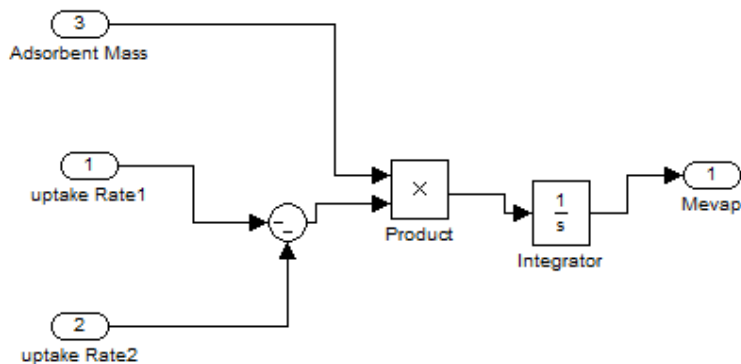 3
Adsorbent Mass
1
uptake Rate1
×
Product
1
s
Integrator
1
Mevap
2
uptake Rate2